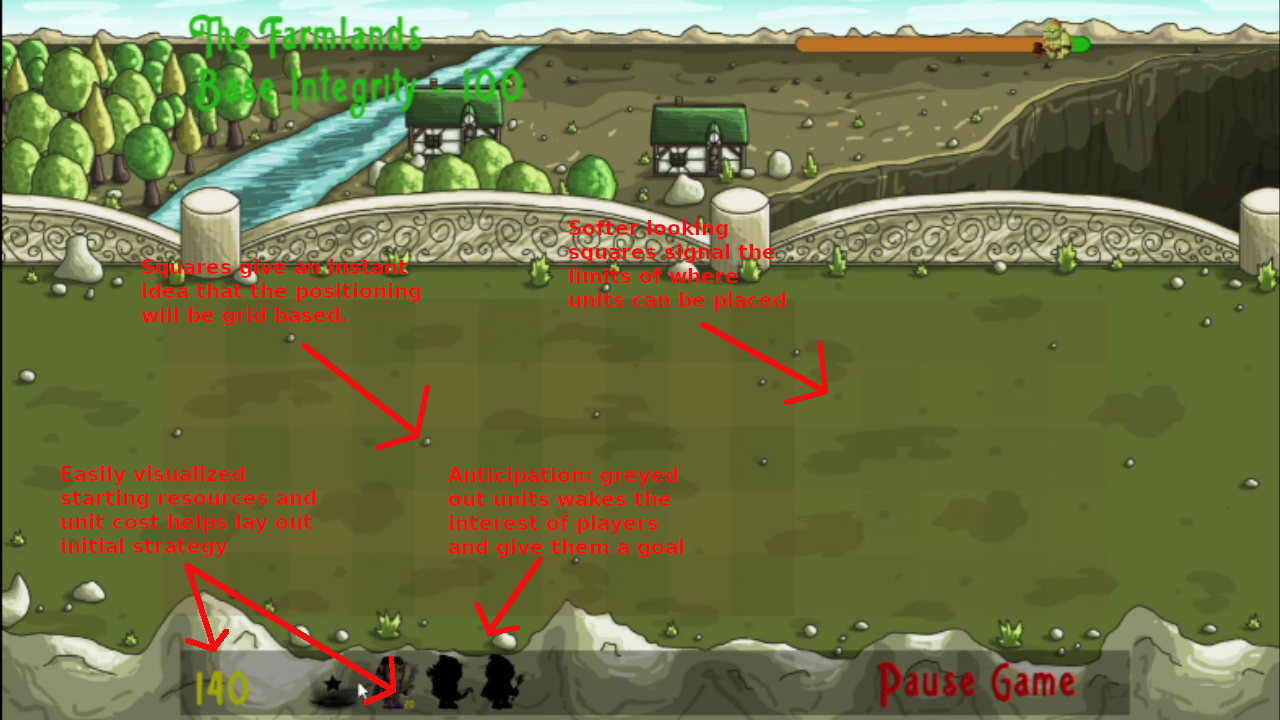 The Farmlands
Base Integrity - 100
Softer looking
squares signal the
limits of where
units can be placed
Squares give an instant
idea that the positioning
will be grid based.
Easily visualized
starting resources and
unit cost helps lay out
initial strategy
Anticipation: greyed
out units wakes the
interest of players
and give them a goal
140
20
Pause Game